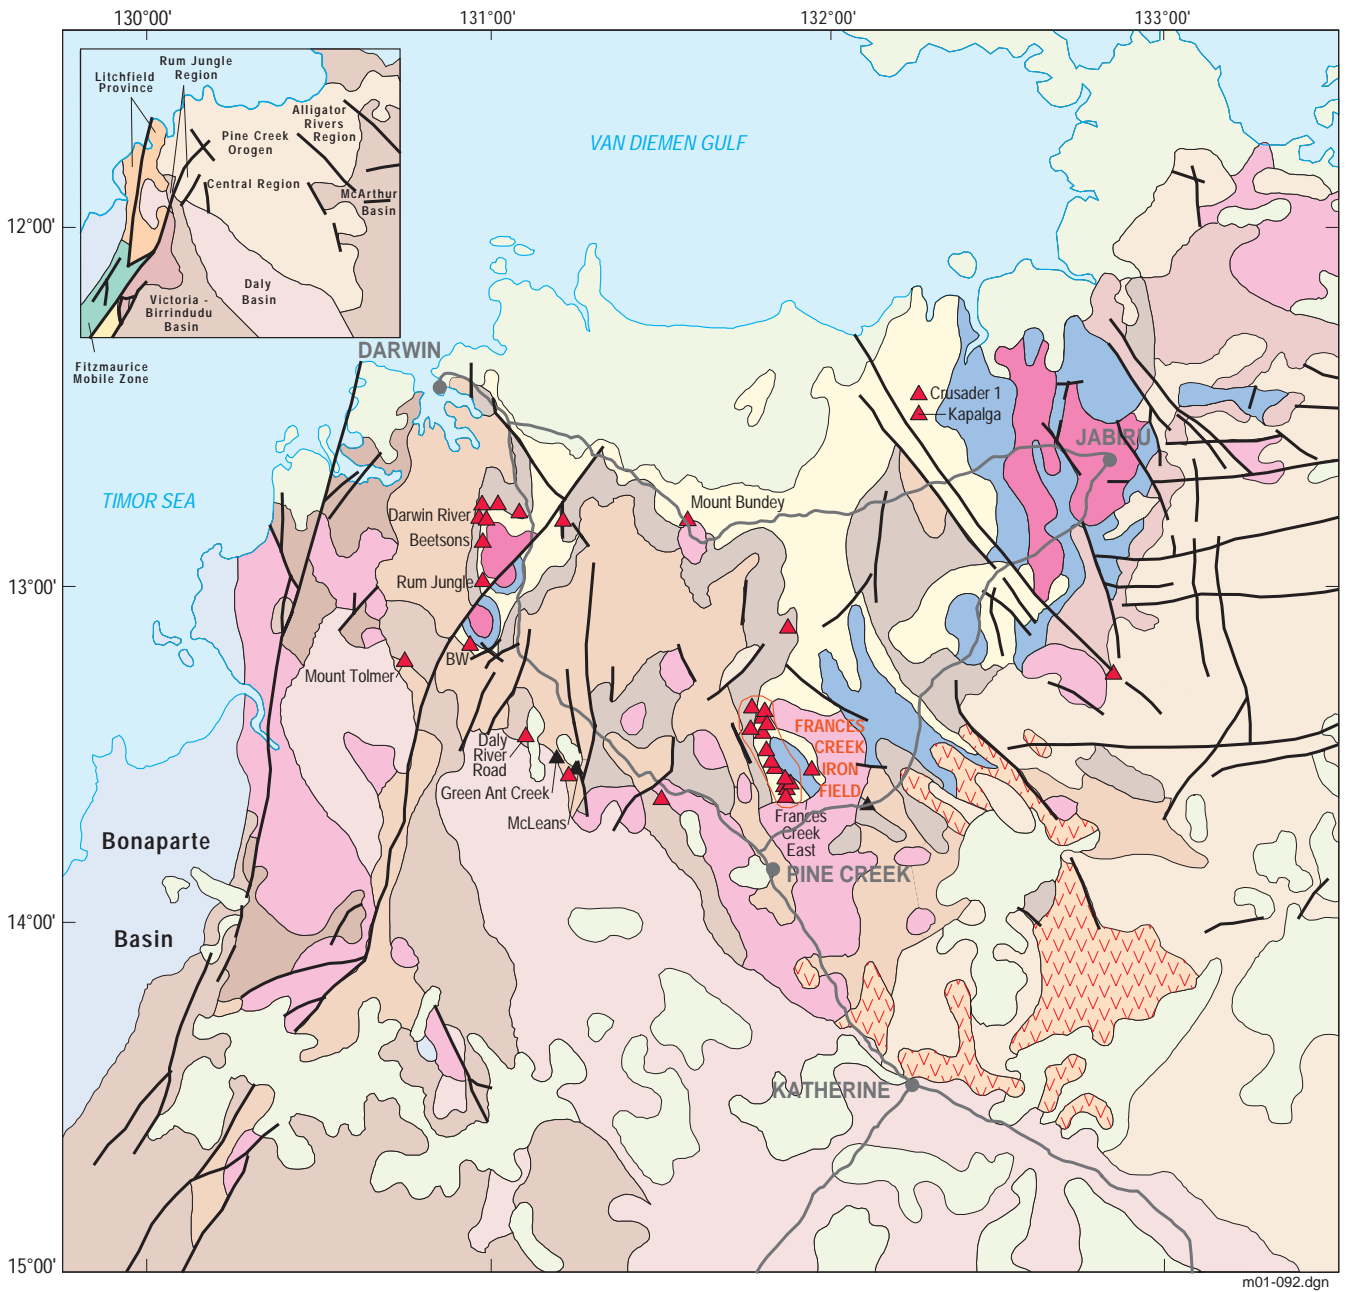 130°00'
131°00'
132°00'
133°00'
Rum Jungle
Region
Litchfield
Province
Alligator
Rivers
Region
Pine Creek
Orogen
Central Region
McArthur
Basin
Daly
Basin
Victoria -
Birrindudu
Basin
Fitzmaurice
Mobile Zone
VAN DIEMEN GULF
12°00'
DARWIN
Crusader 1
Kapalga
JABIRU
TIMOR SEA
Mount Bundey
Darwin River
Beetsons
Rum Jungle
13°00'
BW
Mount Tolmer
FRANCES
CREEK
IRON
FIELD
Daly
River
Road
Green Ant Creek
McLeans
Frances
Creek
East
Bonaparte
Basin
PINE CREEK
14°00'
KATHERINE
15°00'
m01-092.dgn